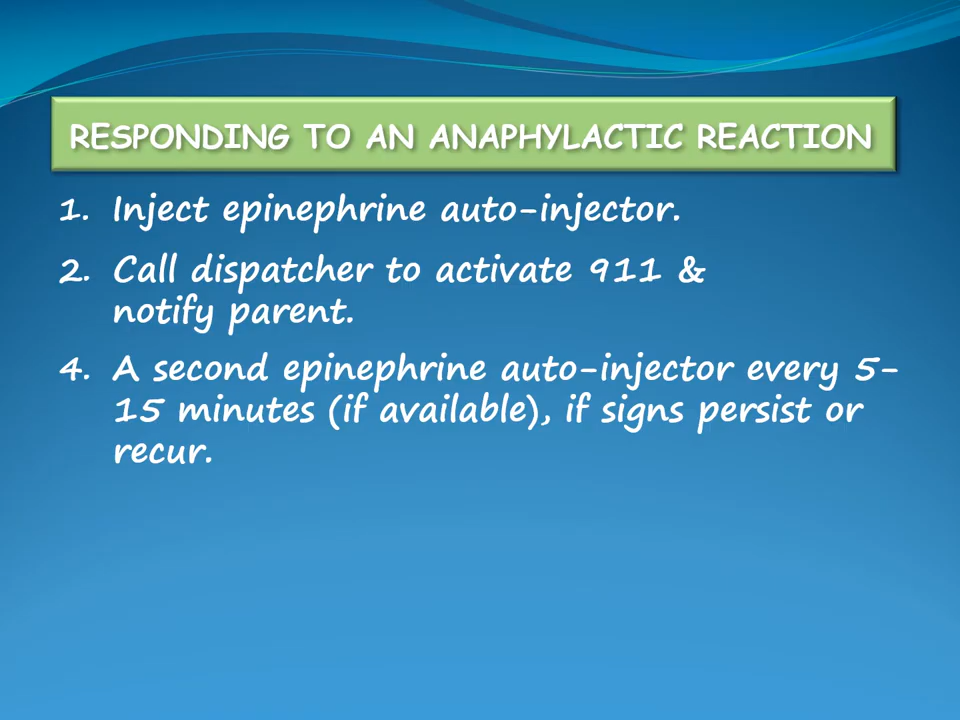 RESPONDING TO AN ANAPHYLACTIC REACTION
1. Inject epinephrine auto-injector.
2. Call dispatcher to activate 911 &
notify parent.
4. A second epinephrine auto-injector every 5-
15 minutes (if available), if signs persist or
recur.